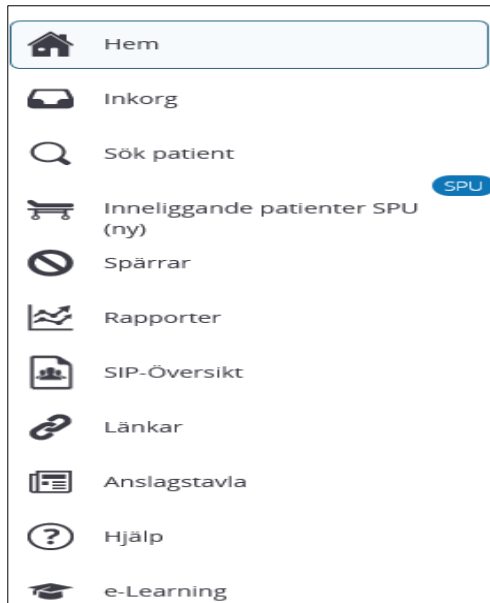 Hem
Inkorg
Sök patient
SPU
Inneliggande patienter SPU
(ny)
Spärrar
Rapporter
SIP-Översikt
Länkar
Anslagstavla
Hjälp
e-Learning